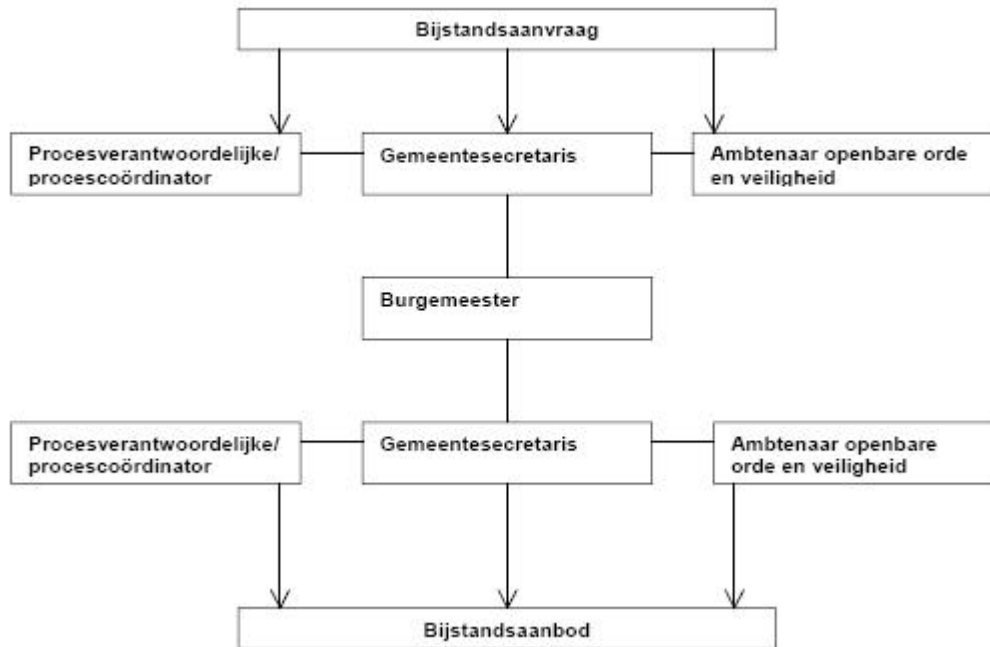 Bijstandsaanvraag
Procesverantwoordelijke/
procescoördinator
Gemeentesecretaris
Ambtenaar openbare orde
en veiligheid
Burgemeester
Procesverantwoordelijke/
procescoördinator
Gemeentesecretaris
Ambtenaar openbare
orde en veiligheid
Bijstandsaanbod